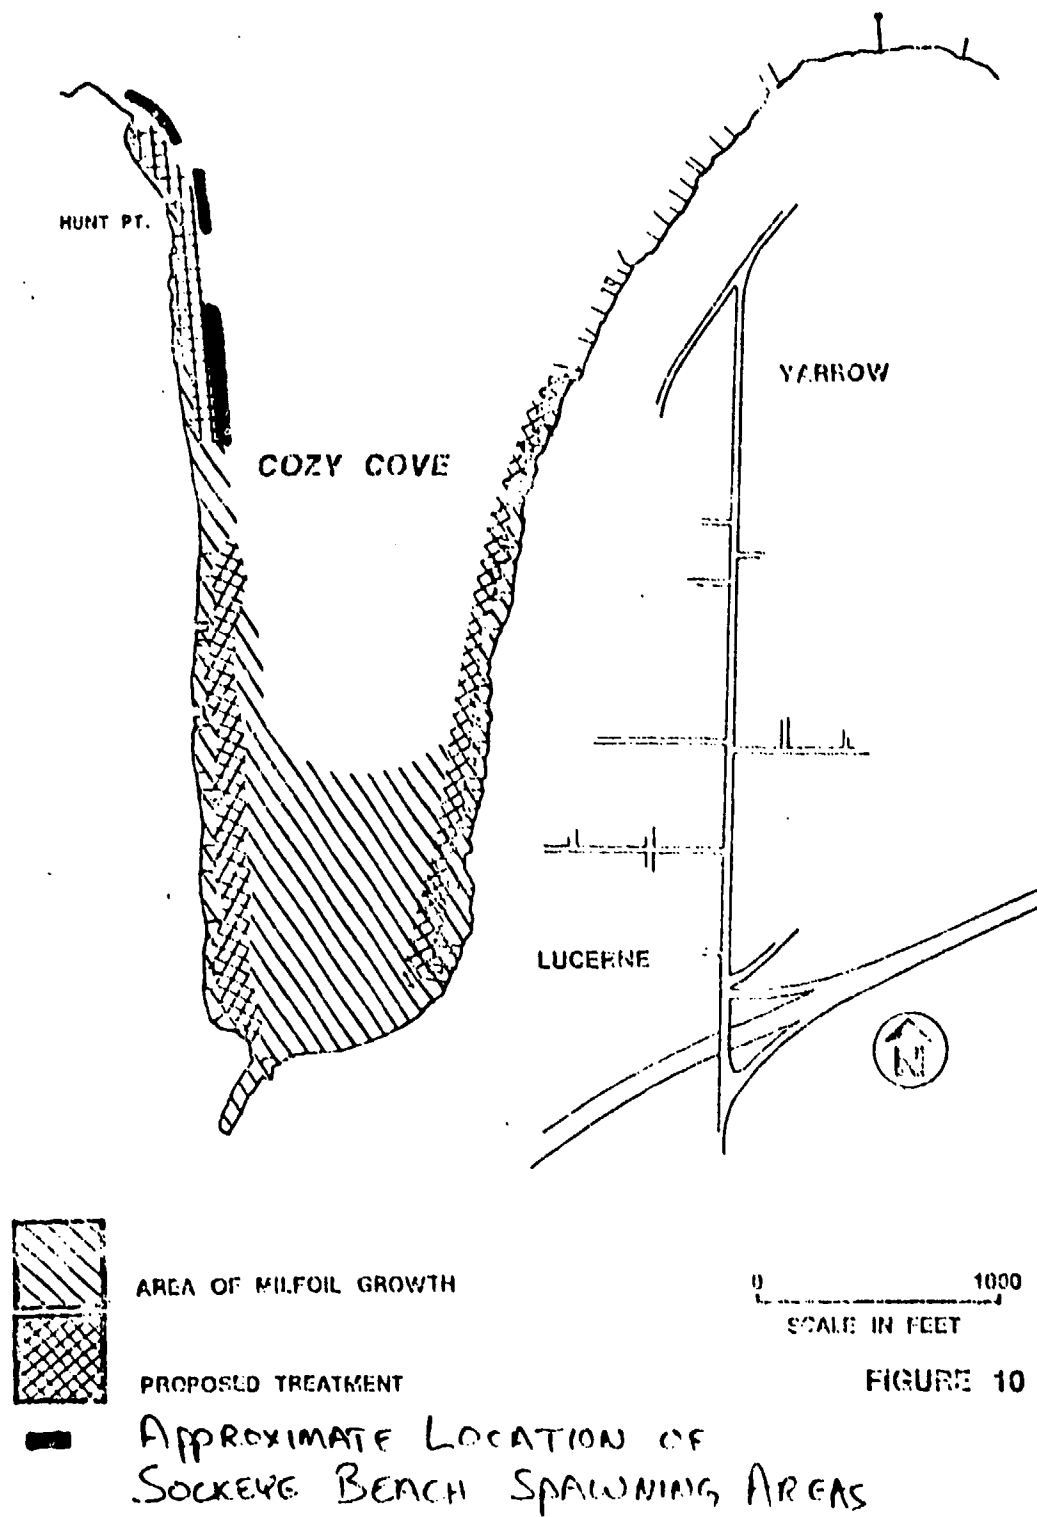 HUNT PT.
YARROW
COZY COVE
LUCERNE
N
AREA OF MILFOIL GROWTH
0 1000
SCALE IN FEET
PROPOSED TREATMENT
FIGURE 10
APPROXIMATE LOCATION OF
SOCKEYE BEACH SPAWNING AREAS